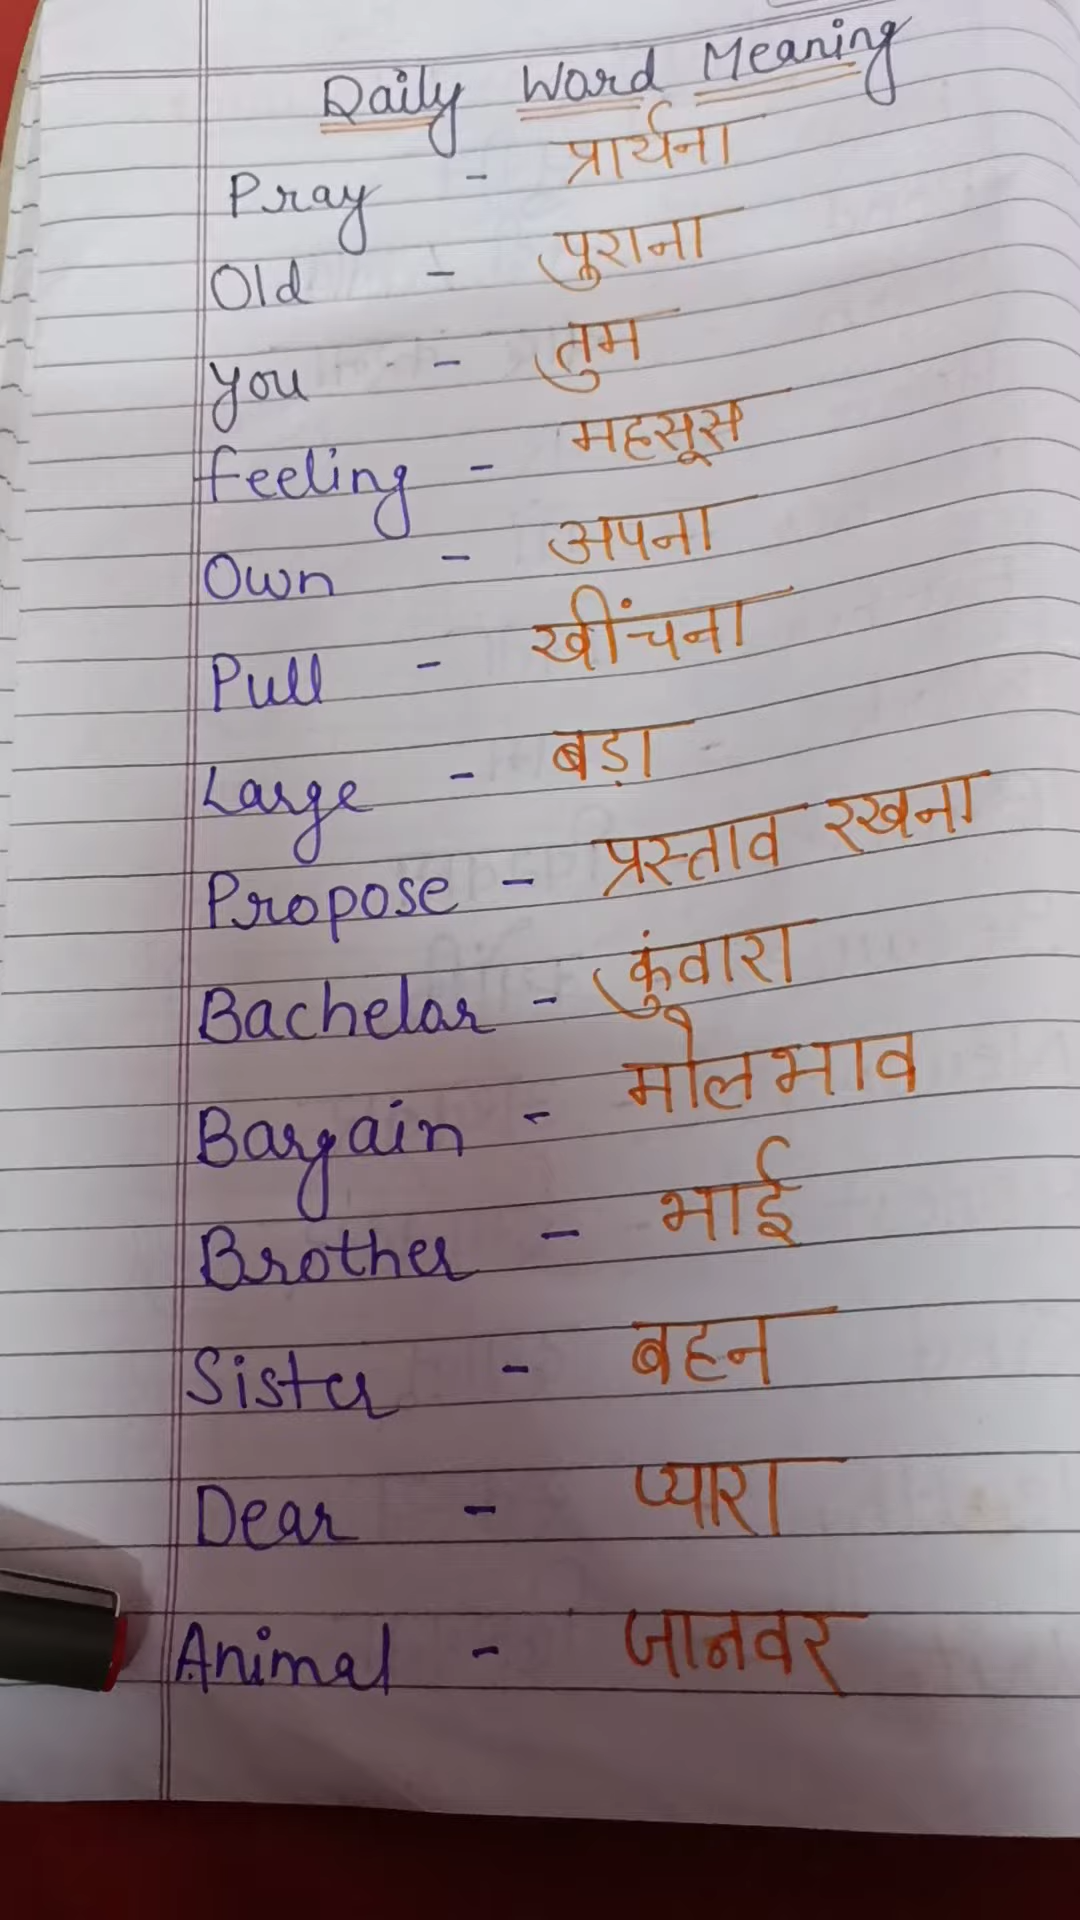 Daily Word Meaning
Pray - प्रार्थना
Old - पुराना
you - तुम
feeling - महसूस
Own - अपना
Pull - खींचना
Large - बड़ा
Propose - प्रस्ताव रखना
Bachelor - कुंवारा
Bargain - मोलभाव
Brother - भाई
Sister - बहन
Dear - प्यारा
Animal - जानवर